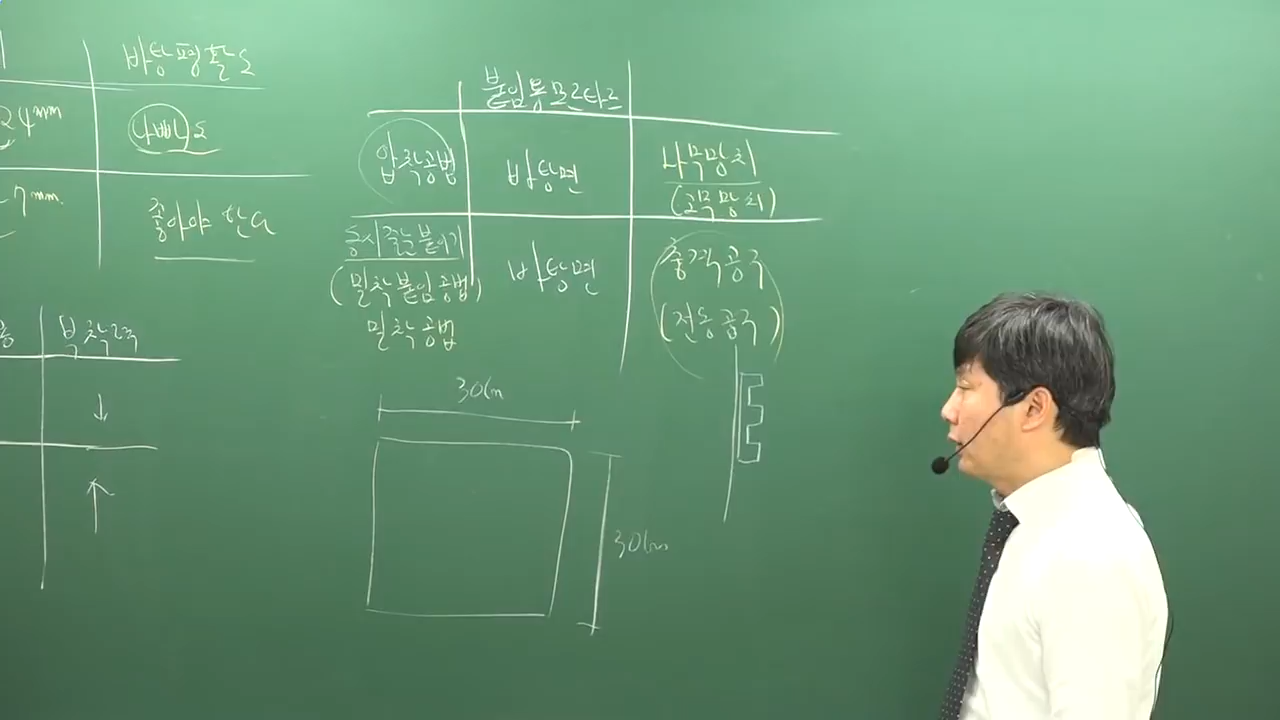 바탕평활도
24mm
나빠도
7mm
좋아야 한다
부착력
붙임용모르타르
압착공법
바탕면
나무망치
(고무망치)
동시줄눈붙이기
(밀착붙임공법)
밀착공법
바탕면
충격공구
(전동공구)
30cm
30cm